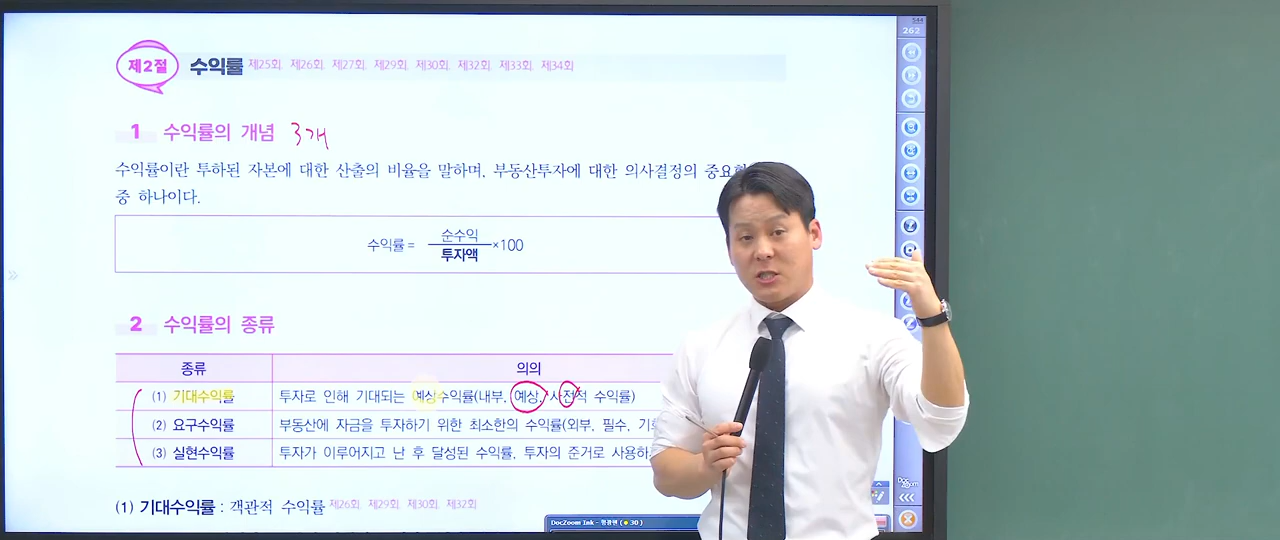 제2절 수익률 제25회 제26회 제27회 제29회 제30회 제32회 제33회 제34회
1 수익률의 개념 3개
수익률이란 투하된 자본에 대한 산출의 비율을 말하며, 부동산투자에 대한 의사결정의
중 하나이다.
수익률 = 순수익 / 투자액 ×100
2 수익률의 종류
종류 의의
(1) 기대수익률 투자로 인해 기대되는 예상수익률(내부, 예상, 사전적 수익률)
(2) 요구수익률 부동산에 자금을 투자하기 위한 최소한의 수익률(외부, 필수,
(3) 실현수익률 투자가 이루어지고 난 후 달성된 수익률, 투자의 준거로
(1) 기대수익률 : 객관적 수익률 제26회 제29회 제30회 제32회
544
262
DocZoom